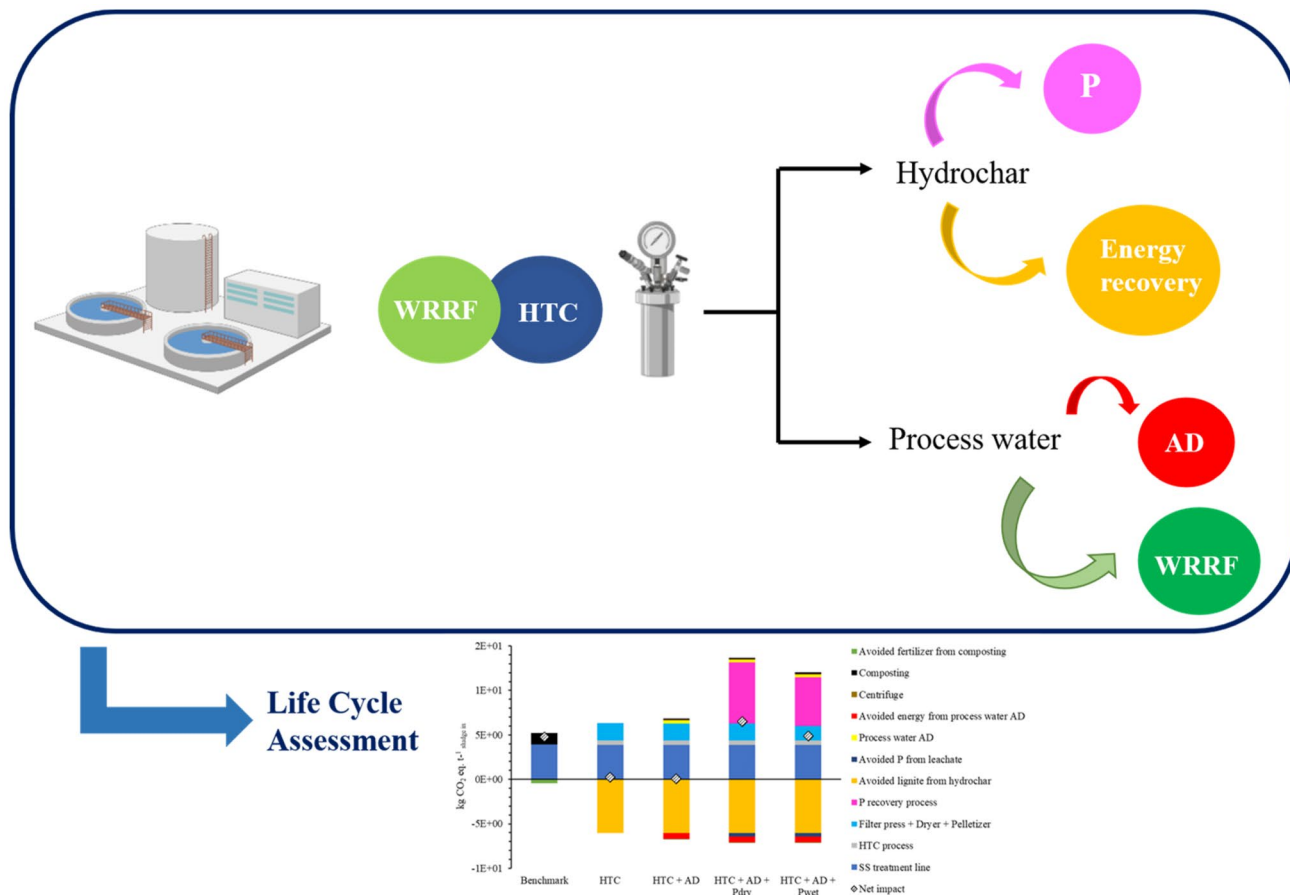 P
Hydrochar
Energy
recovery
WRRF
HTC
Process water
AD
WRRF
Life Cycle
Assessment
kg CO2 eq. t-1 sludge in
2E+01
1E+01
5E+00
0E+00
-5E+00
-1E+01
Benchmark
HTC
HTC + AD
HTC + AD +
Pdry
HTC + AD +
Pwet
Avoided fertilizer from composting
Composting
Centrifuge
Avoided energy from process water AD
Process water AD
Avoided P from leachate
Avoided lignite from hydrochar
P recovery process
Filter press + Dryer + Pelletizer
HTC process
SS treatment line
Net impact